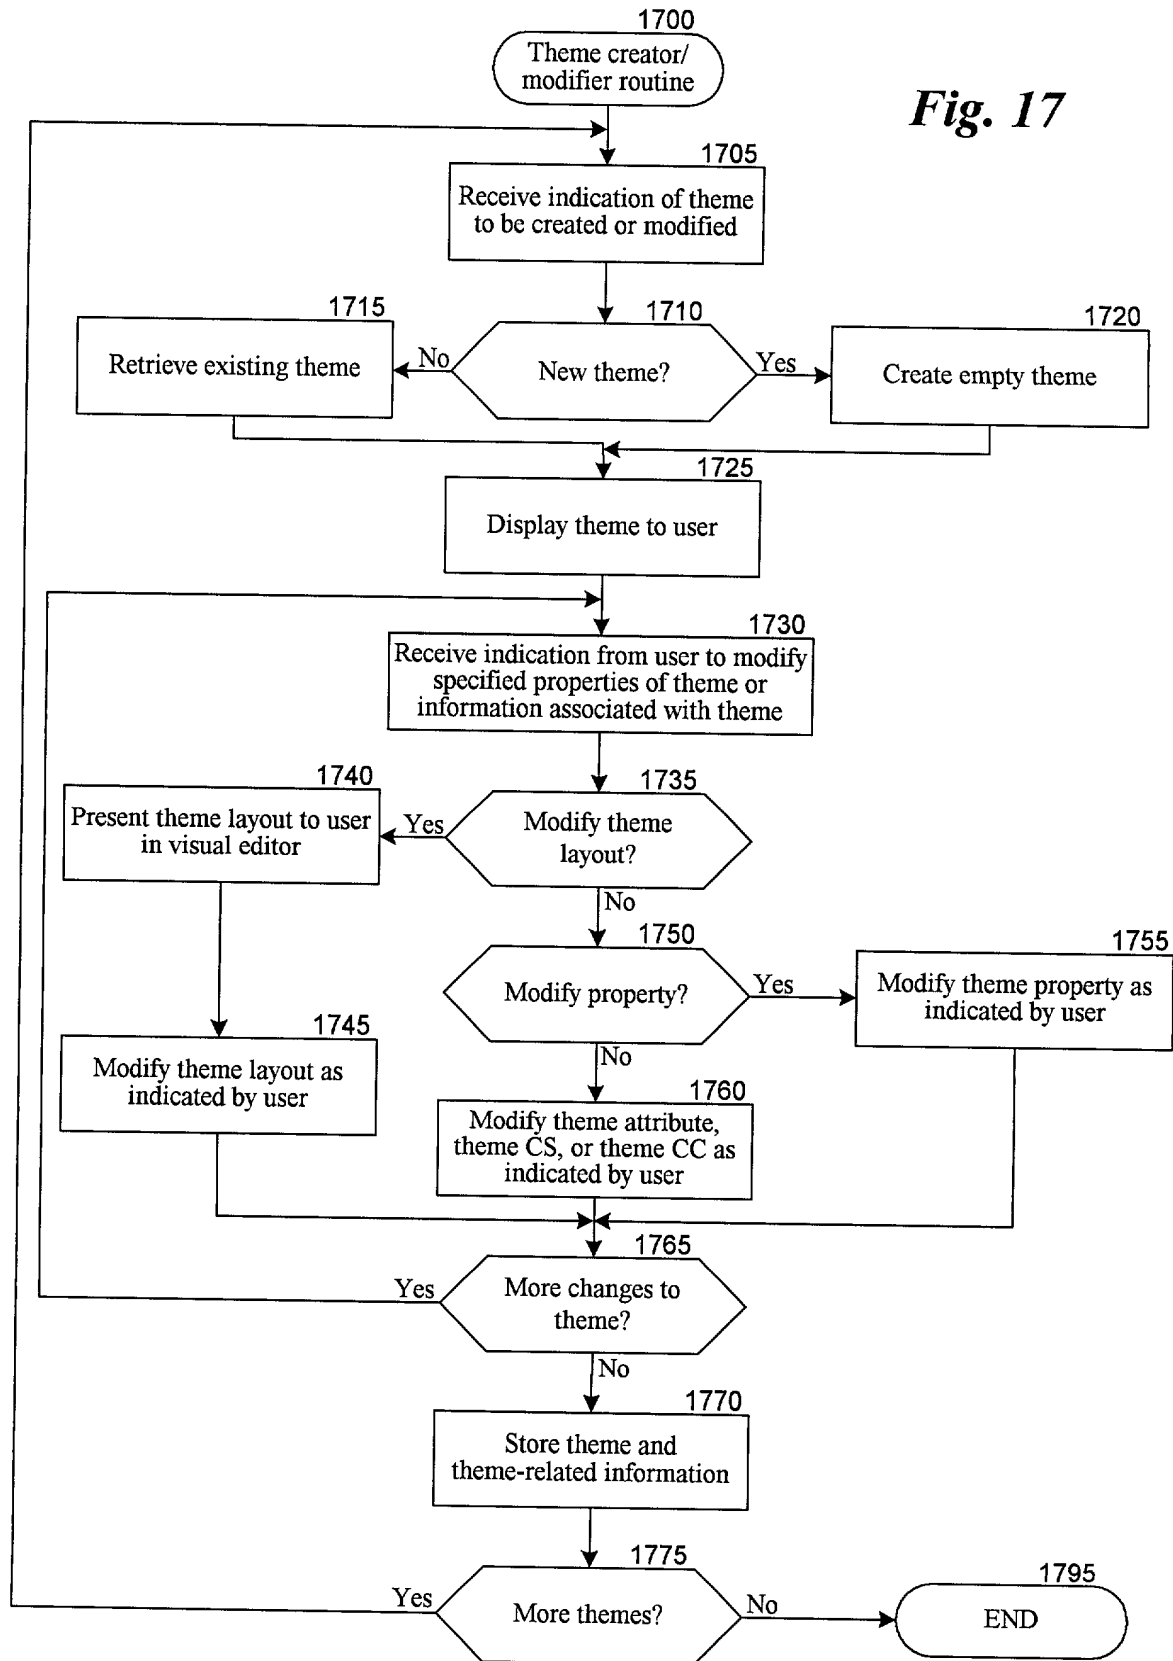 1700
Theme creator/
modifier routine
Fig. 17
1705
Receive indication of theme
to be created or modified
1715
Retrieve existing theme
No
1710
New theme?
Yes
1720
Create empty theme
1725
Display theme to user
1730
Receive indication from user to modify
specified properties of theme or
information associated with theme
1740
Present theme layout to user
in visual editor
Yes
1735
Modify theme
layout?
No
1750
Modify property?
Yes
1755
Modify theme property as
indicated by user
1745
Modify theme layout as
indicated by user
No
1760
Modify theme attribute,
theme CS, or theme CC as
indicated by user
1765
Yes
More changes to
theme?
No
1770
Store theme and
theme-related information
1775
Yes
More themes?
No
1795
END